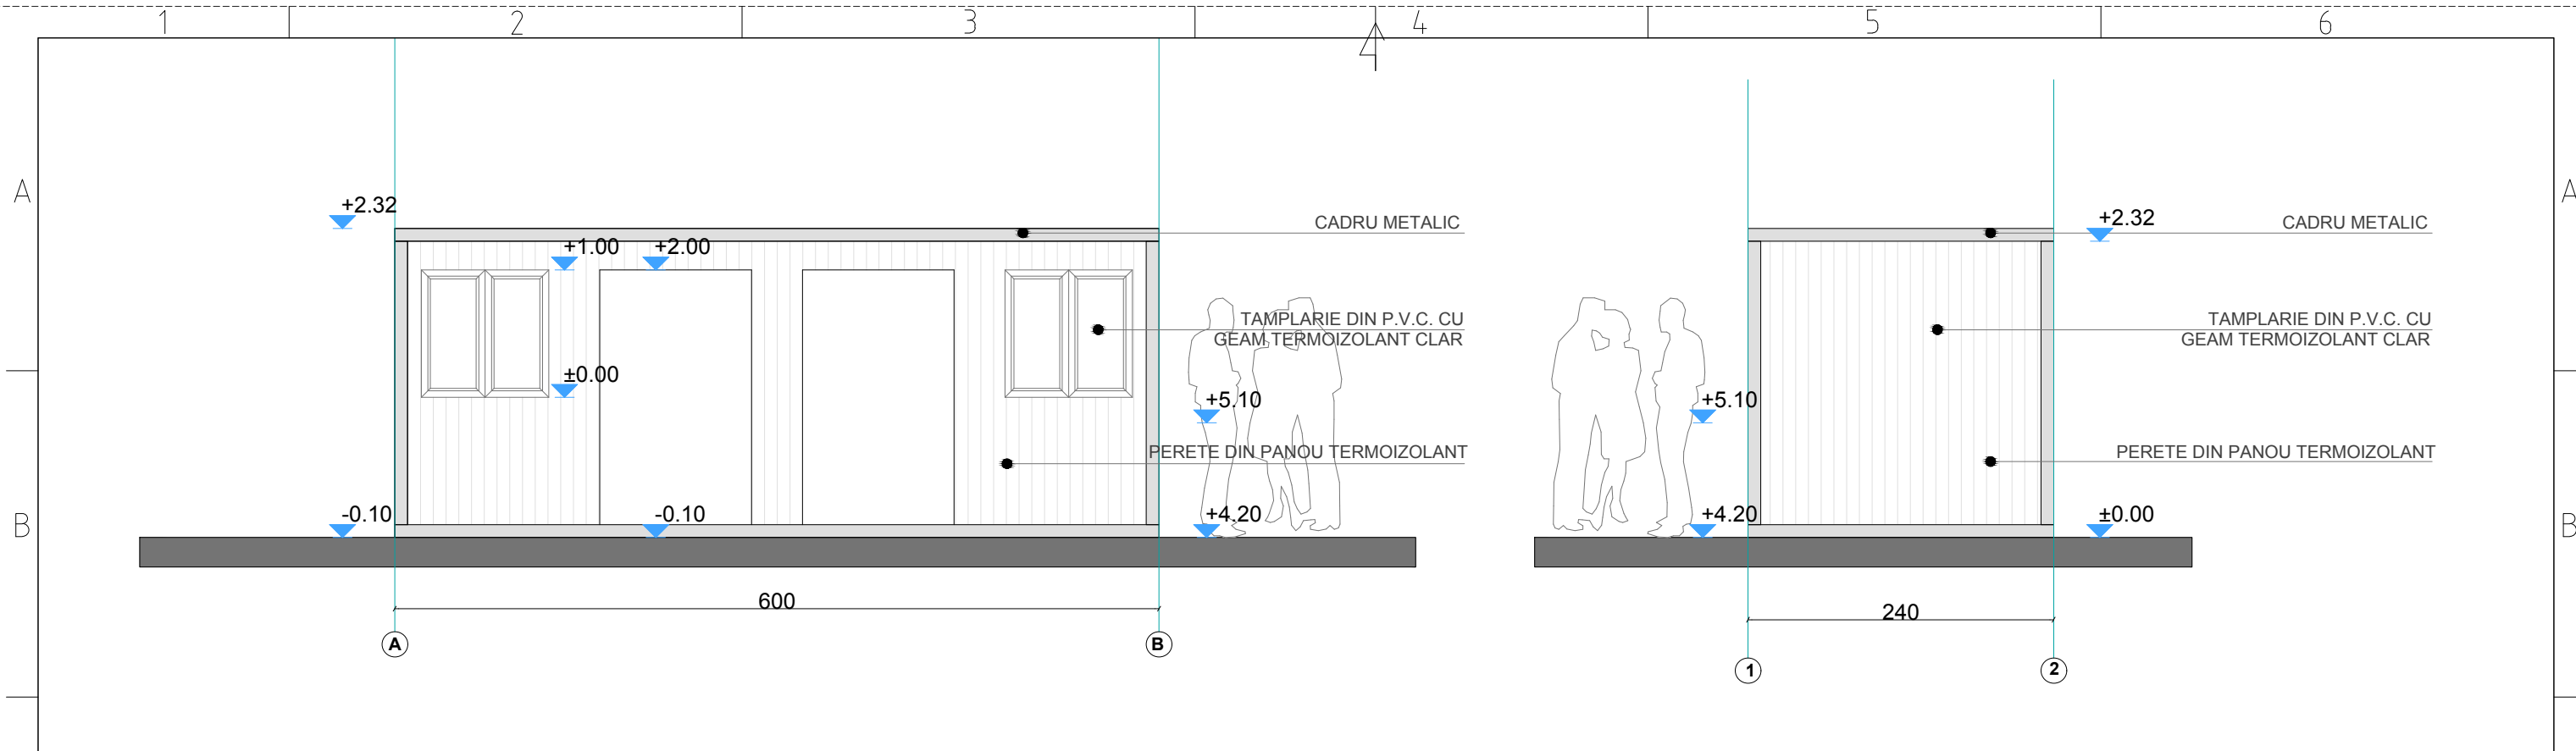 1
2
3
4
5
6
A
A
+2.32
CADRU METALIC
+1.00
+2.00
TAMPLARIE DIN P.V.C. CU
GEAM TERMOIZOLANT CLAR
±0.00
+5.10
PERETE DIN PANOU TERMOIZOLANT
-0.10
-0.10
+4.20
600
A
B
+2.32
CADRU METALIC
TAMPLARIE DIN P.V.C. CU
GEAM TERMOIZOLANT CLAR
+5.10
PERETE DIN PANOU TERMOIZOLANT
+4.20
±0.00
240
1
2
B
B